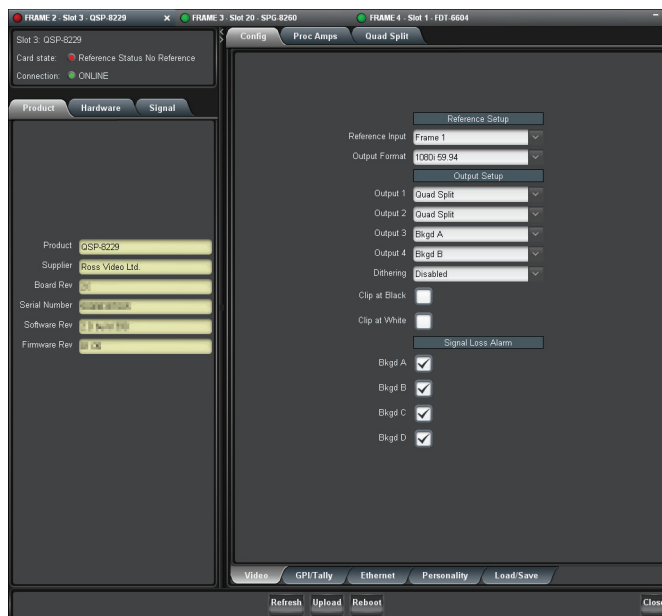 FRAME 2 - Slot 3 - QSP-8229 x FRAME 3 - Slot 20 - SPG-8260 FRAME 4 - Slot 1 - FDT-6604
Slot 3: QSP-8229
Card state: Reference Status No Reference
Connection: ONLINE
Product Hardware Signal
Product QSP-8229
Supplier Ross Video Ltd.
Board Rev
Serial Number
Software Rev
Firmware Rev
Config Proc Amps Quad Split
Reference Setup
Reference Input Frame 1
Output Format 1080i 59.94
Output Setup
Output 1 Quad Split
Output 2 Quad Split
Output 3 Bkgd A
Output 4 Bkgd B
Dithering Disabled
Clip at Black
Clip at White
Signal Loss Alarm
Bkgd A
Bkgd B
Bkgd C
Bkgd D
Video GPI/Tally Ethernet Personality Load/Save
Refresh Upload Reboot Close